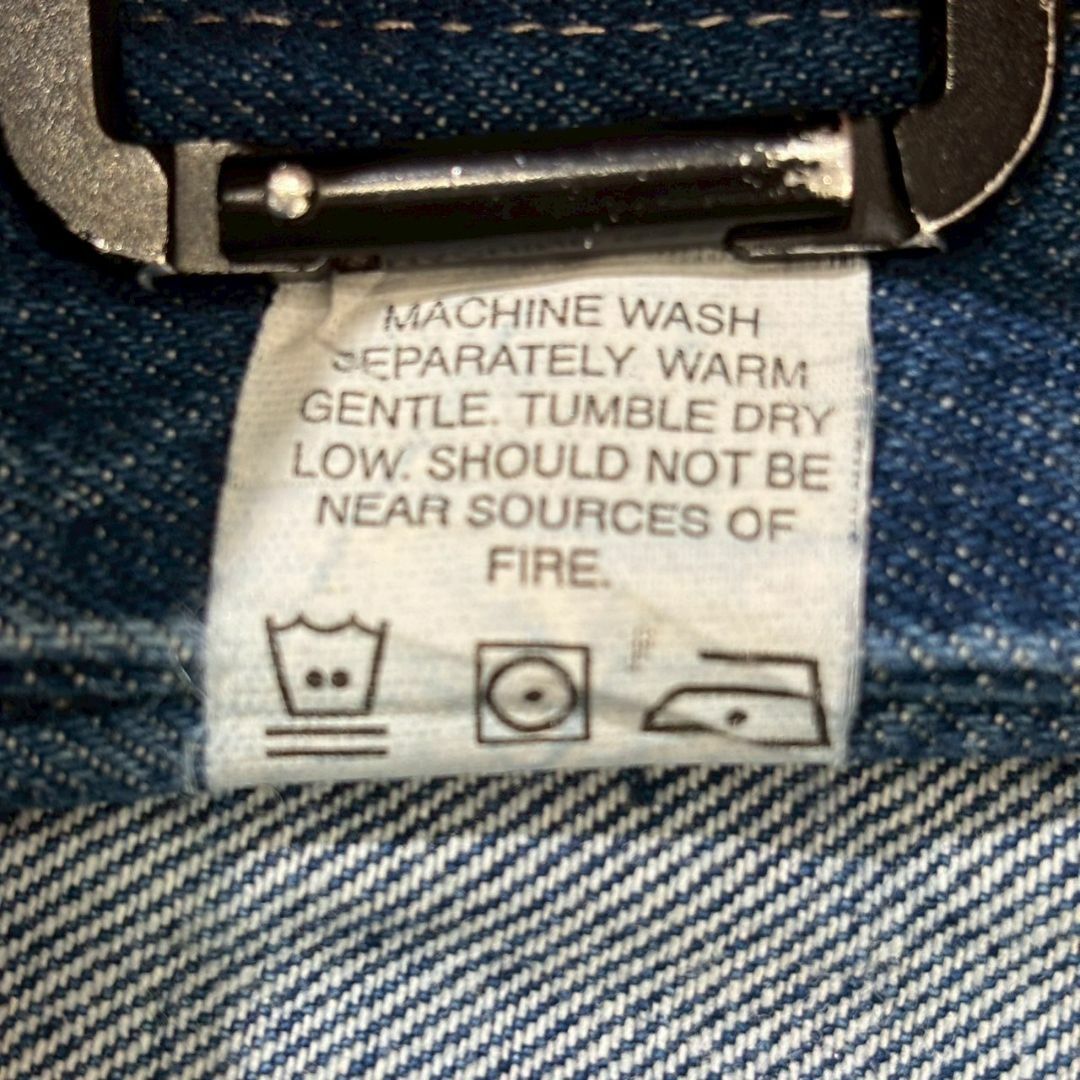 MACHINE WASH
SEPARATELY. WARM
GENTLE. TUMBLE DRY
LOW. SHOULD NOT BE
NEAR SOURCES OF
FIRE.